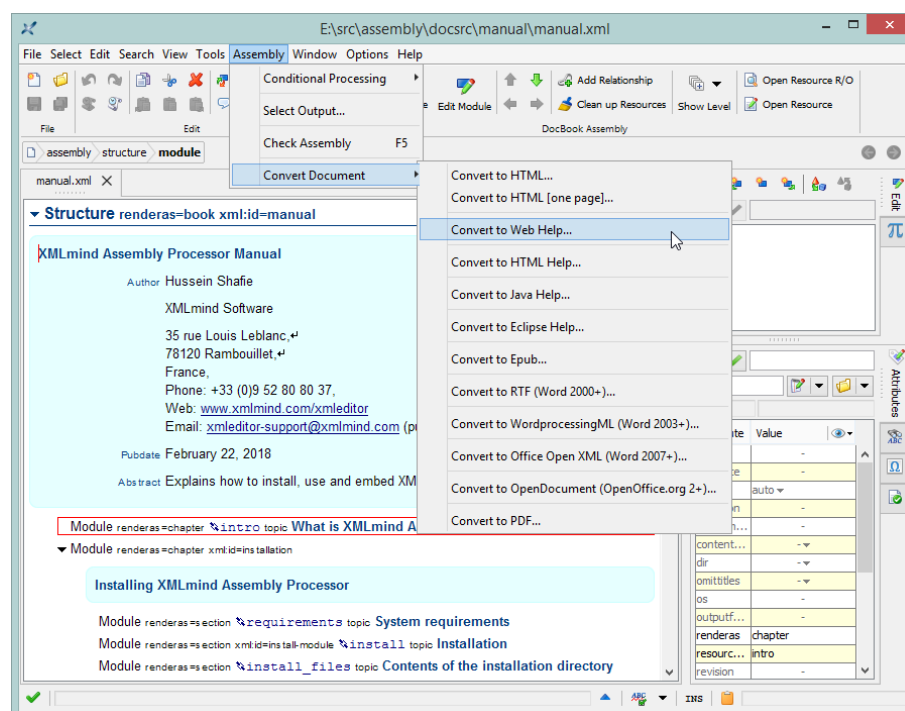 E:\src\assembly\docsrc\manual\manual.xml
File Select Edit Search View Tools Assembly Window Options Help
Conditional Processing
Select Output...
Check Assembly F5
Convert Document
Edit Module
Add Relationship
Clean up Resources
Show Level
Open Resource R/O
Open Resource
File
Edit
DocBook Assembly
assembly structure module
manual.xml
Convert to HTML...
Convert to HTML [one page]...
Convert to Web Help...
Convert to HTML Help...
Convert to Java Help...
Convert to Eclipse Help...
Convert to Epub...
Convert to RTF (Word 2000+)...
Convert to WordprocessingML (Word 2003+)...
Convert to Office Open XML (Word 2007+)...
Convert to OpenDocument (OpenOffice.org 2+)...
Convert to PDF...
Structure renderas=book xml:id=manual
XMLmind Assembly Processor Manual
Author Hussein Shafie
XMLmind Software
35 rue Louis Leblanc,
78120 Rambouillet,
France,
Phone: +33 (0)9 52 80 80 37,
Web: www.xmlmind.com/xmleditor
Email: xmleditor-support@xmlmind.com
Pubdate February 22, 2018
Abstract Explains how to install, use and embed XM
Module renderas=chapter intro topic What is XMLmind A
Module renderas=chapter xml:id=installation
Installing XMLmind Assembly Processor
Module renderas=section requirements topic System requirements
Module renderas=section xml:id=install-module install topic Installation
Module renderas=section install_files topic Contents of the installation directory
Edit
π
Attributes
ABC
Ω
Value
-
-
auto
-
-
content... -
dir -
omittitles -
os -
outputf... -
renderas chapter
resourc... intro
revision -
ABC
INS